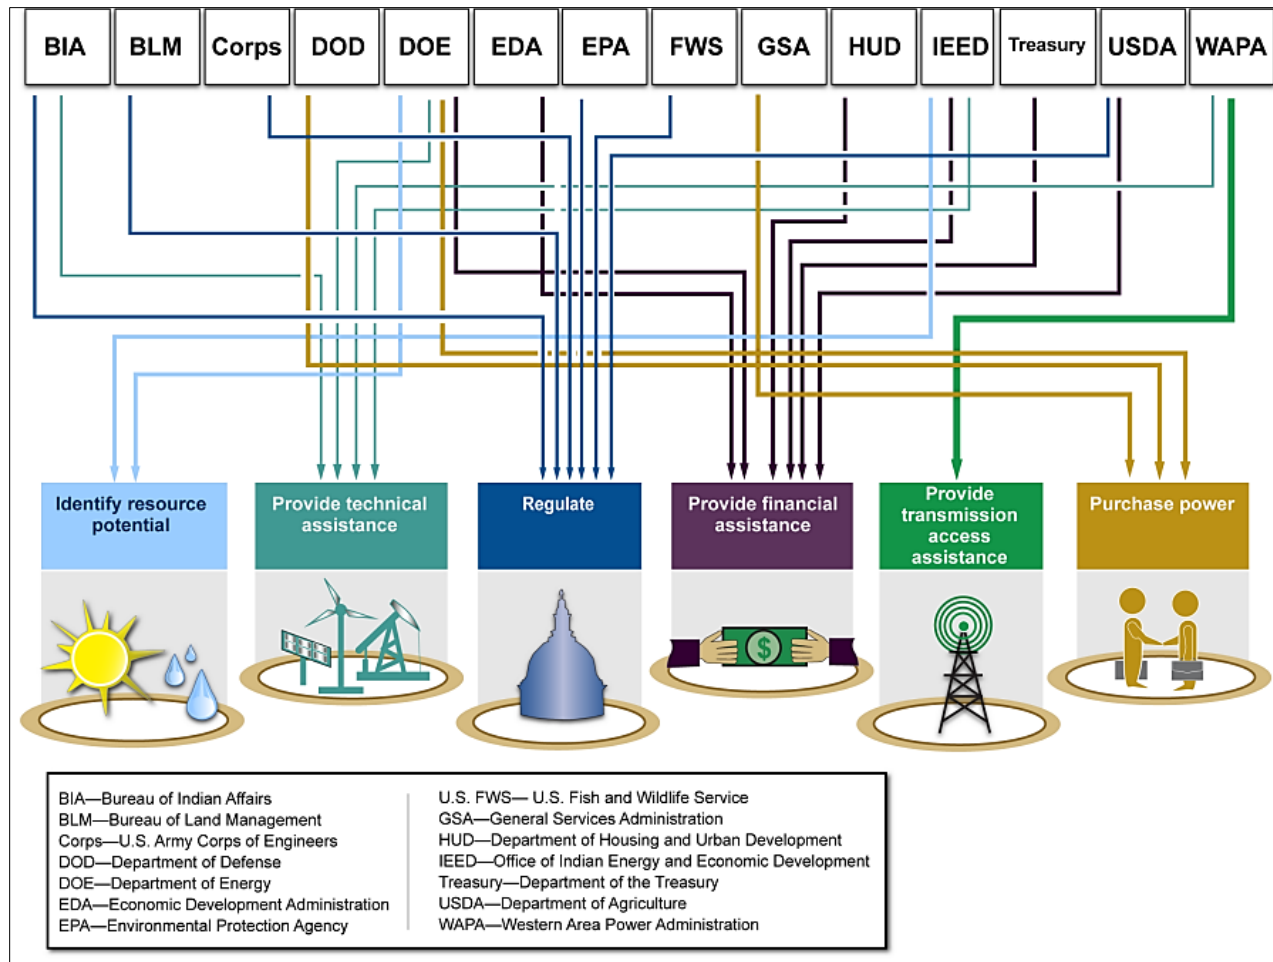 BIA
BLM
Corps
DOD
DOE
EDA
EPA
FWS
GSA
HUD
IEED
Treasury
USDA
WAPA
Identify resource
potential
Provide technical
assistance
Regulate
Provide financial
assistance
Provide
transmission
access
assistance
Purchase power
$
BIA—Bureau of Indian Affairs
BLM—Bureau of Land Management
Corps—U.S. Army Corps of Engineers
DOD—Department of Defense
DOE—Department of Energy
EDA—Economic Development Administration
EPA—Environmental Protection Agency
U.S. FWS— U.S. Fish and Wildlife Service
GSA—General Services Administration
HUD—Department of Housing and Urban Development
IEED—Office of Indian Energy and Economic Development
Treasury—Department of the Treasury
USDA—Department of Agriculture
WAPA—Western Area Power Administration